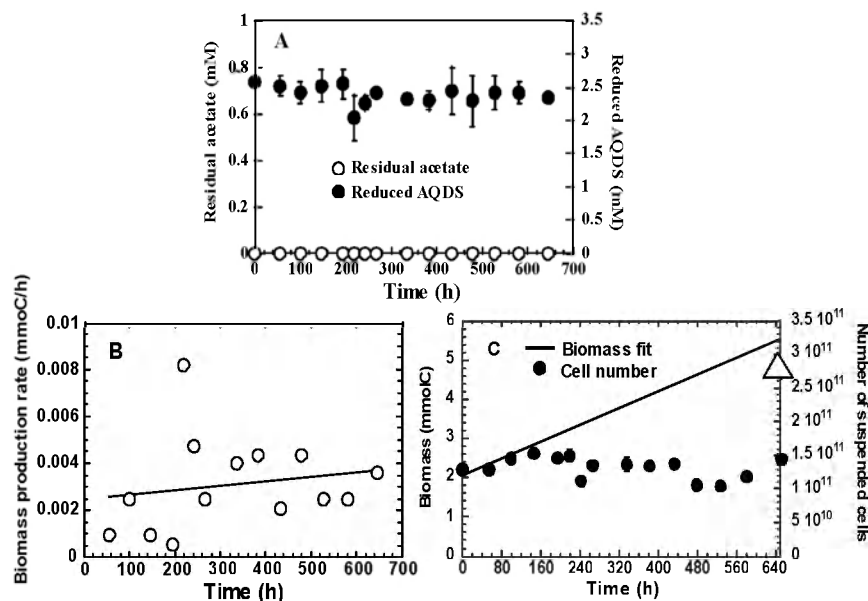 A
Residual acetate (mM)
1
0.8
0.6
0.4
0.2
0
3.5
3
2.5
2
1.5
1
0.5
0
Reduced AQDS (mM)
Residual acetate
Reduced AQDS
0 100 200 300 400 500 600 700
Time (h)
B
Biomass production rate (mmoC/h)
0.01
0.008
0.006
0.004
0.002
0
0 100 200 300 400 500 600 700
Time (h)
C
Biomass (mmolC)
6
5
4
3
2
1
0
Biomass fit
Cell number
3.5 10¹¹
3 10¹¹
2.5 10¹¹
2 10¹¹
1.5 10¹¹
1 10¹¹
5 10¹⁰
0
Number of suspended
cells
0 80 160 240 320 400 480 560 640
Time (h)